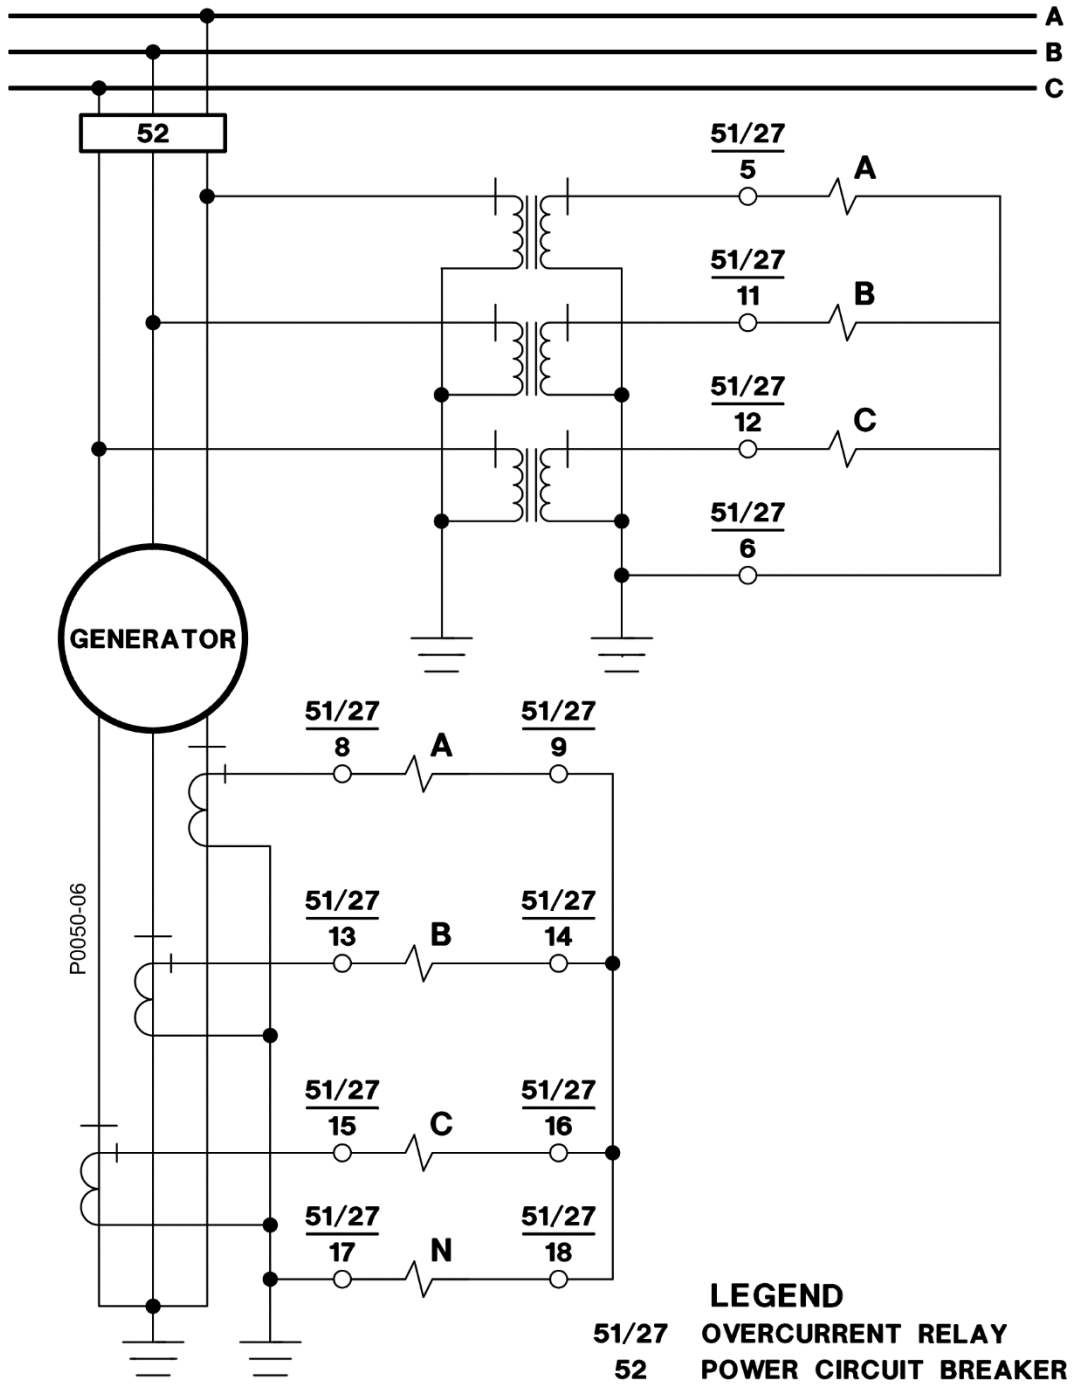 A
B
C
52
51/27
5
A
51/27
11
B
51/27
12
C
51/27
6
GENERATOR
51/27
8
A
51/27
9
P0050-06
51/27
13
B
51/27
14
51/27
15
C
51/27
16
51/27
17
N
51/27
18
LEGEND
51/27 OVERCURRENT RELAY
52 POWER CIRCUIT BREAKER